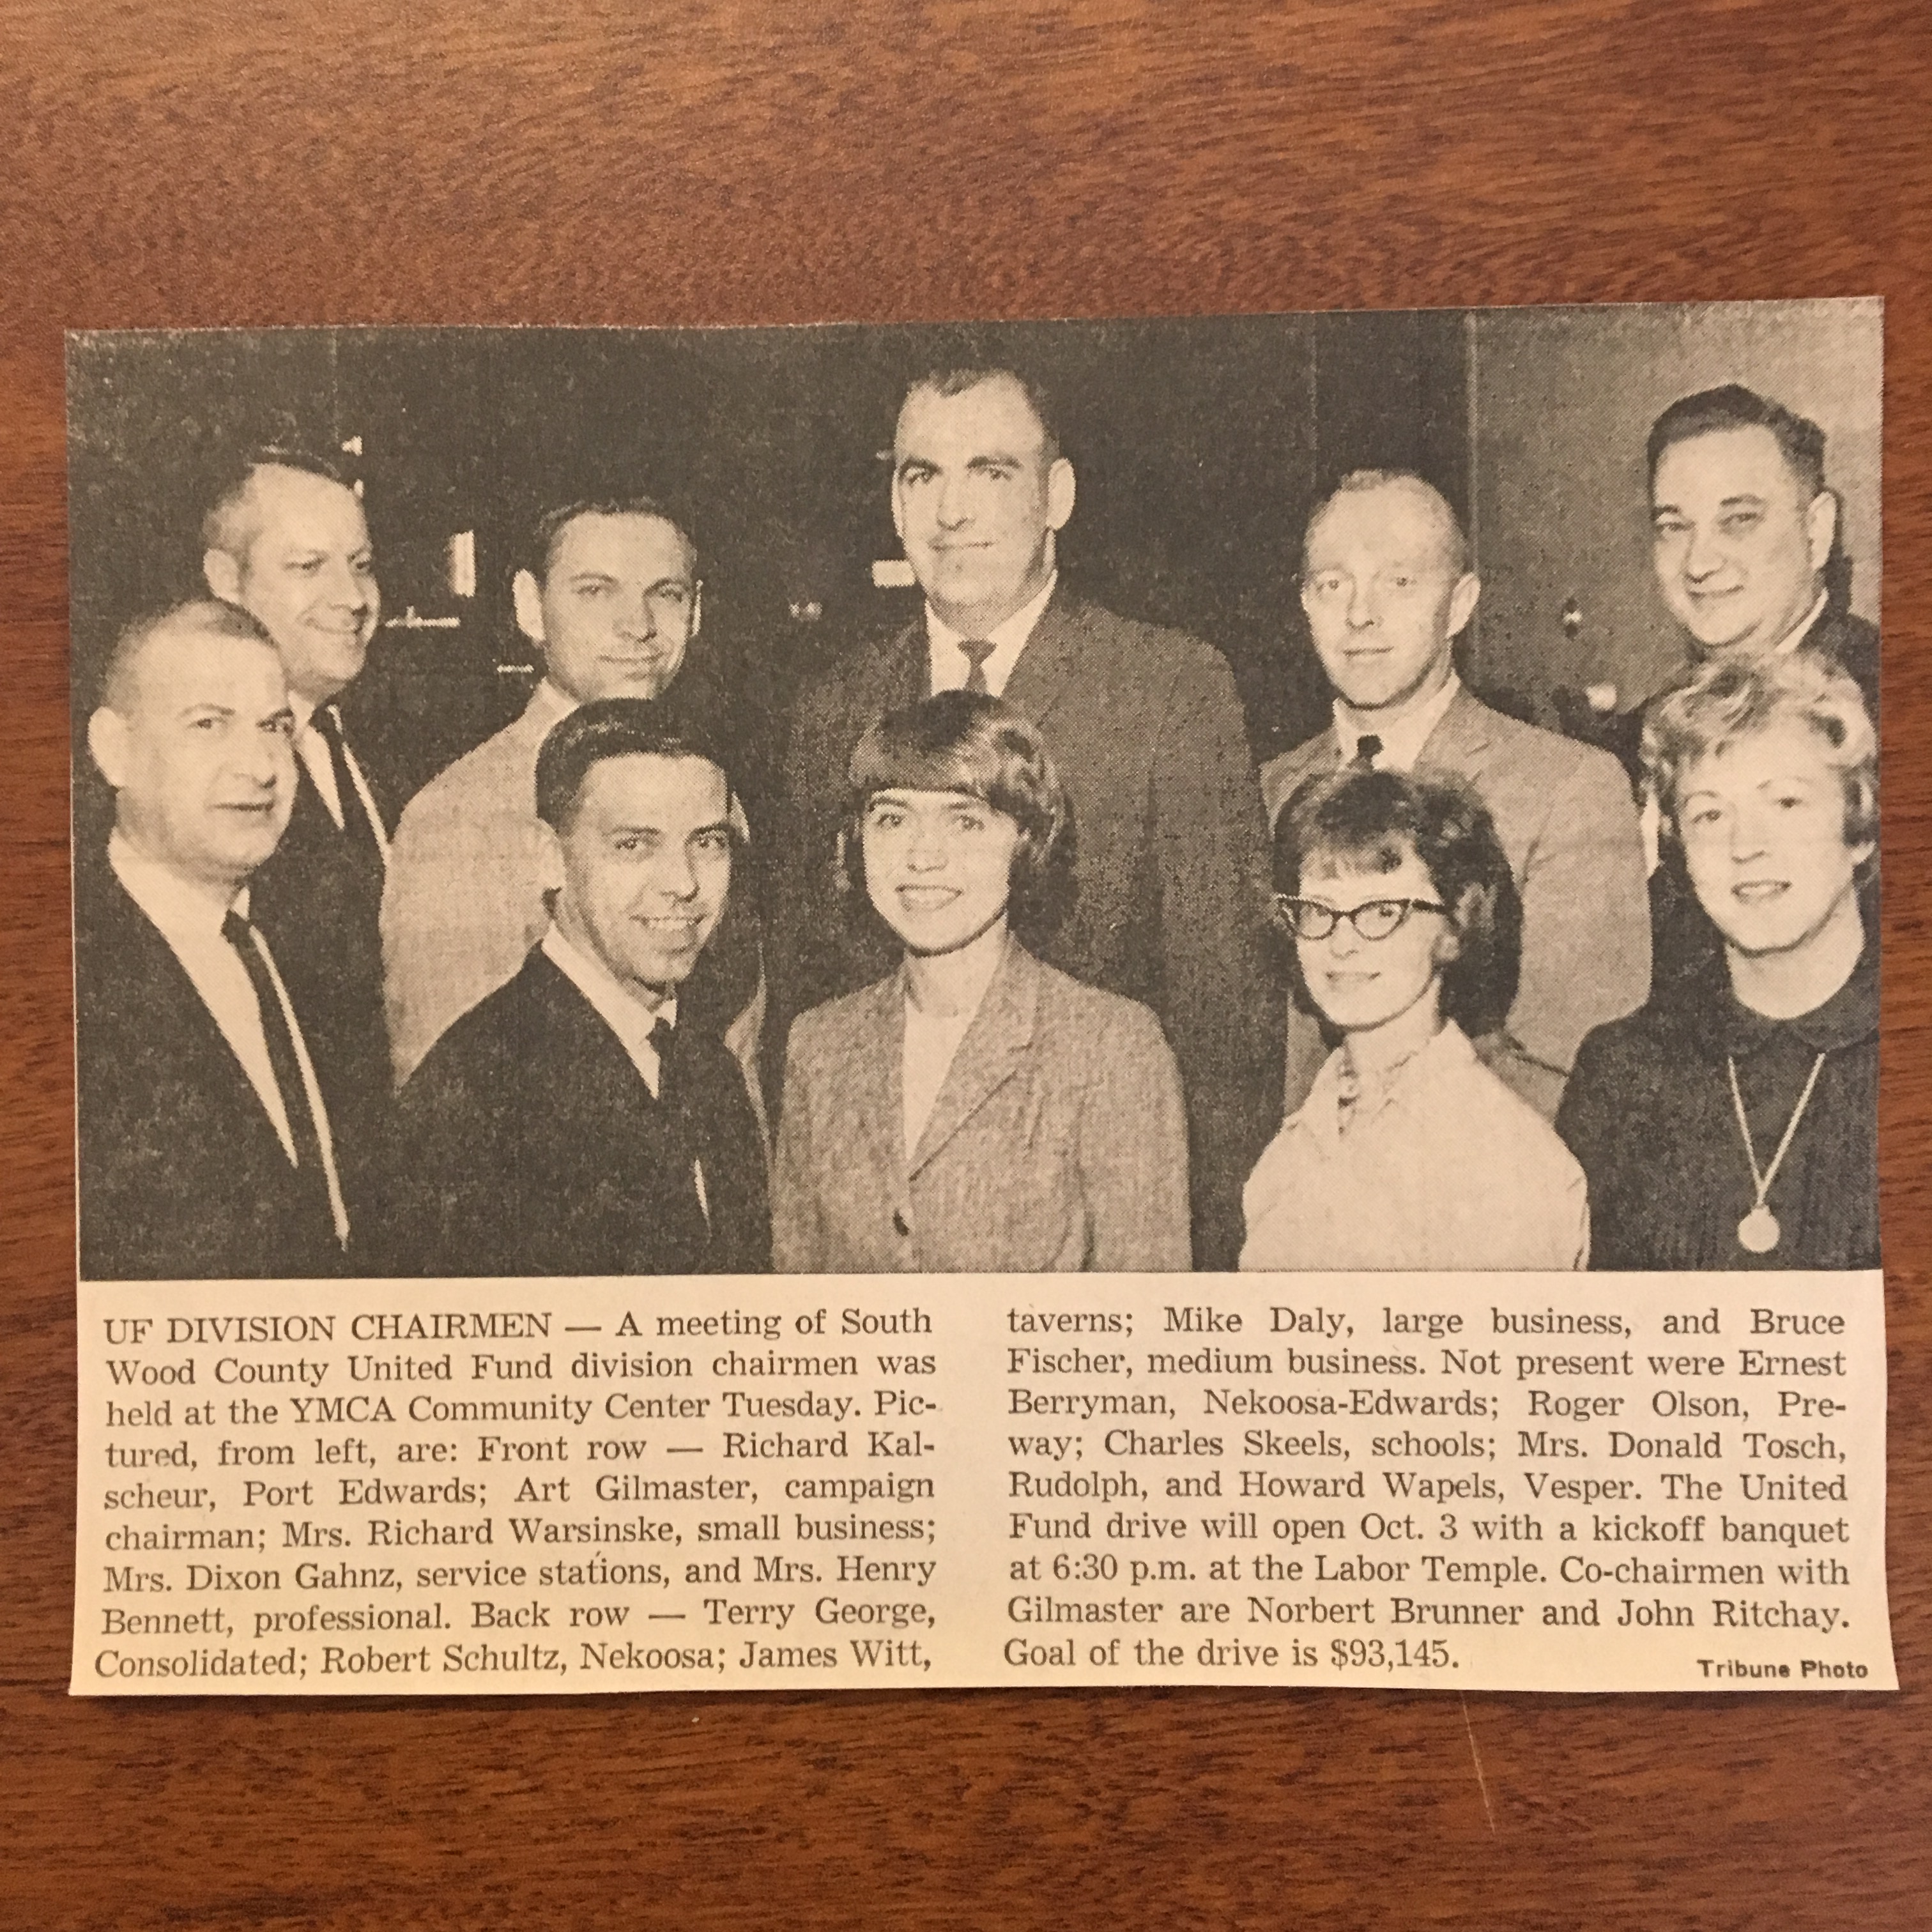 UF DIVISION CHAIRMEN — A meeting of South
Wood County United Fund division chairmen was
held at the YMCA Community Center Tuesday. Pic-
tured, from left, are: Front row — Richard Kal-
scheur, Port Edwards; Art Gilmaster, campaign
chairman; Mrs. Richard Warsinske, small business;
Mrs. Dixon Gahnz, service stations, and Mrs. Henry
Bennett, professional. Back row — Terry George,
Consolidated; Robert Schultz, Nekoosa; James Witt,
taverns; Mike Daly, large business, and Bruce
Fischer, medium business. Not present were Ernest
Berryman, Nekoosa-Edwards; Roger Olson, Pre-
way; Charles Skeels, schools; Mrs. Donald Tosch,
Rudolph, and Howard Wapels, Vesper. The United
Fund drive will open Oct. 3 with a kickoff banquet
at 6:30 p.m. at the Labor Temple. Co-chairmen with
Gilmaster are Norbert Brunner and John Ritchay.
Goal of the drive is $93,145.
Tribune Photo